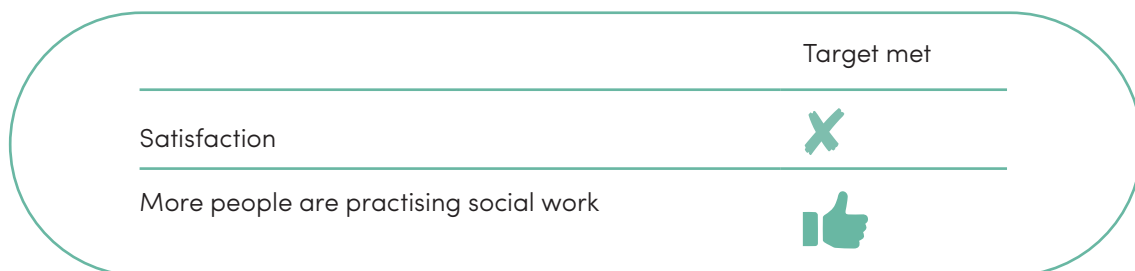 Target met
Satisfaction
More people are practising social work